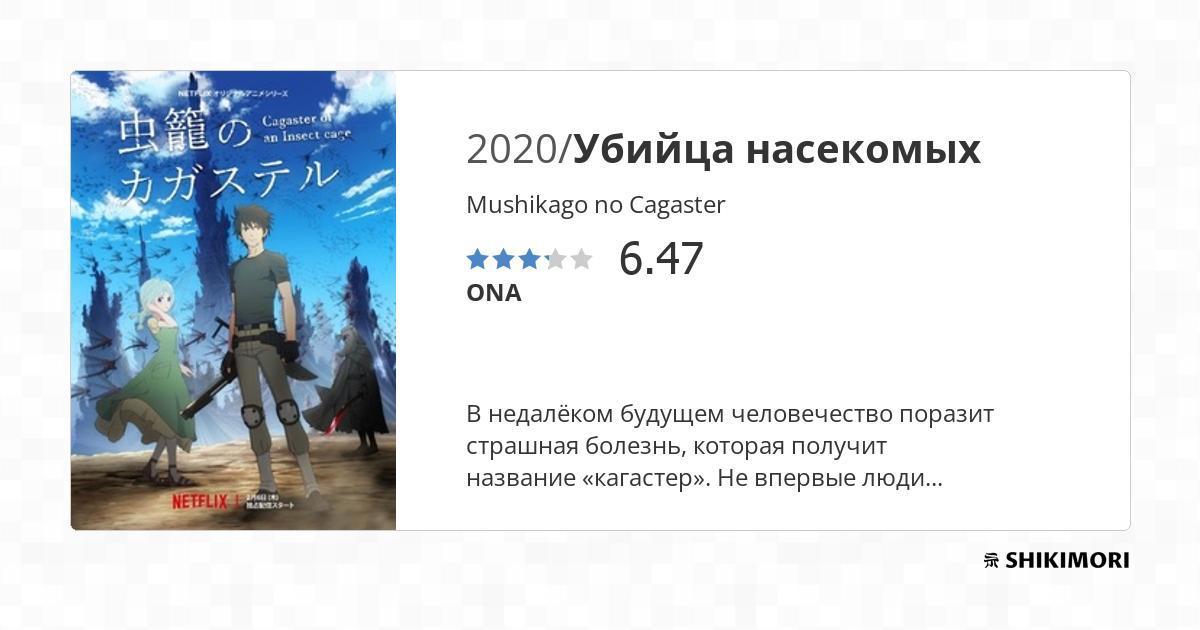 NETFLIX オリジナルアニメシリーズ
虫籠の
Cagaster of
an Insect cage
カガステル
NETFLIX
2月6日(木)
独占配信スタート
2020/Убийца насекомых
Mushikago no Cagaster
6.47
ONA
В недалёком будущем человечество поразит
страшная болезнь, которая получит
название «кагастер». Не впервые люди...
SHIKIMORI